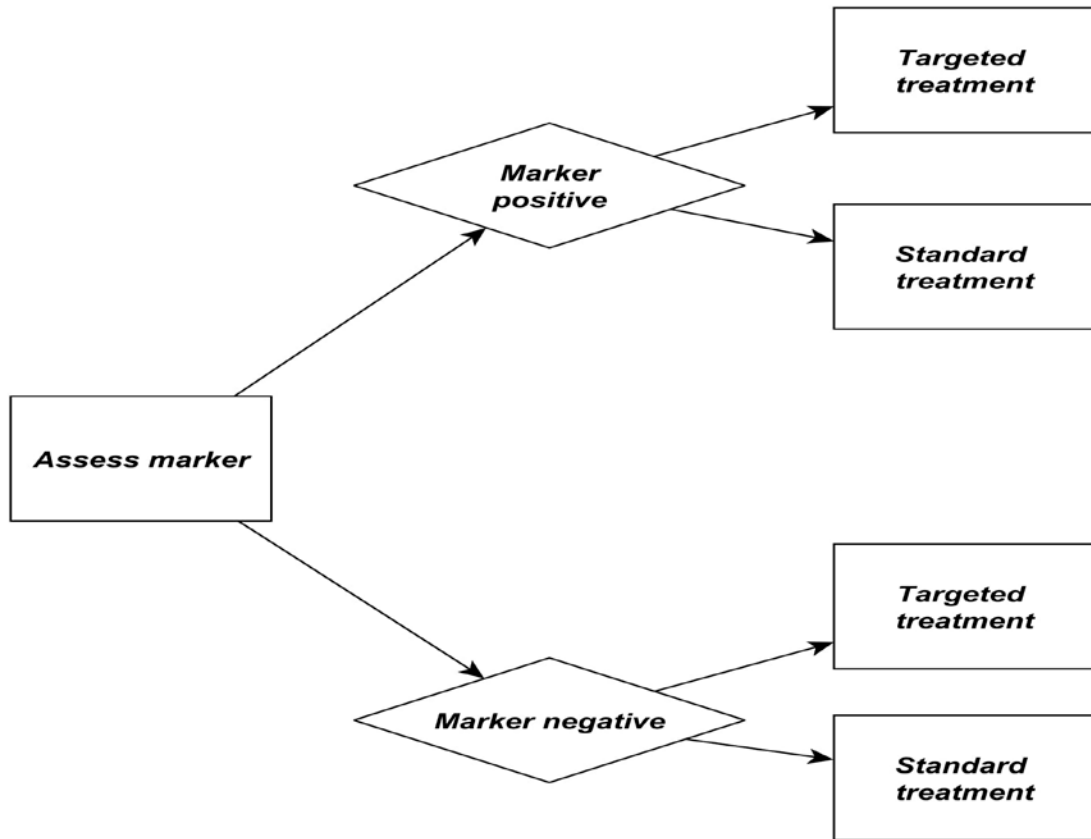 Targeted
treatment
Marker
positive
Standard
treatment
Assess marker
Targeted
treatment
Marker negative
Standard
treatment